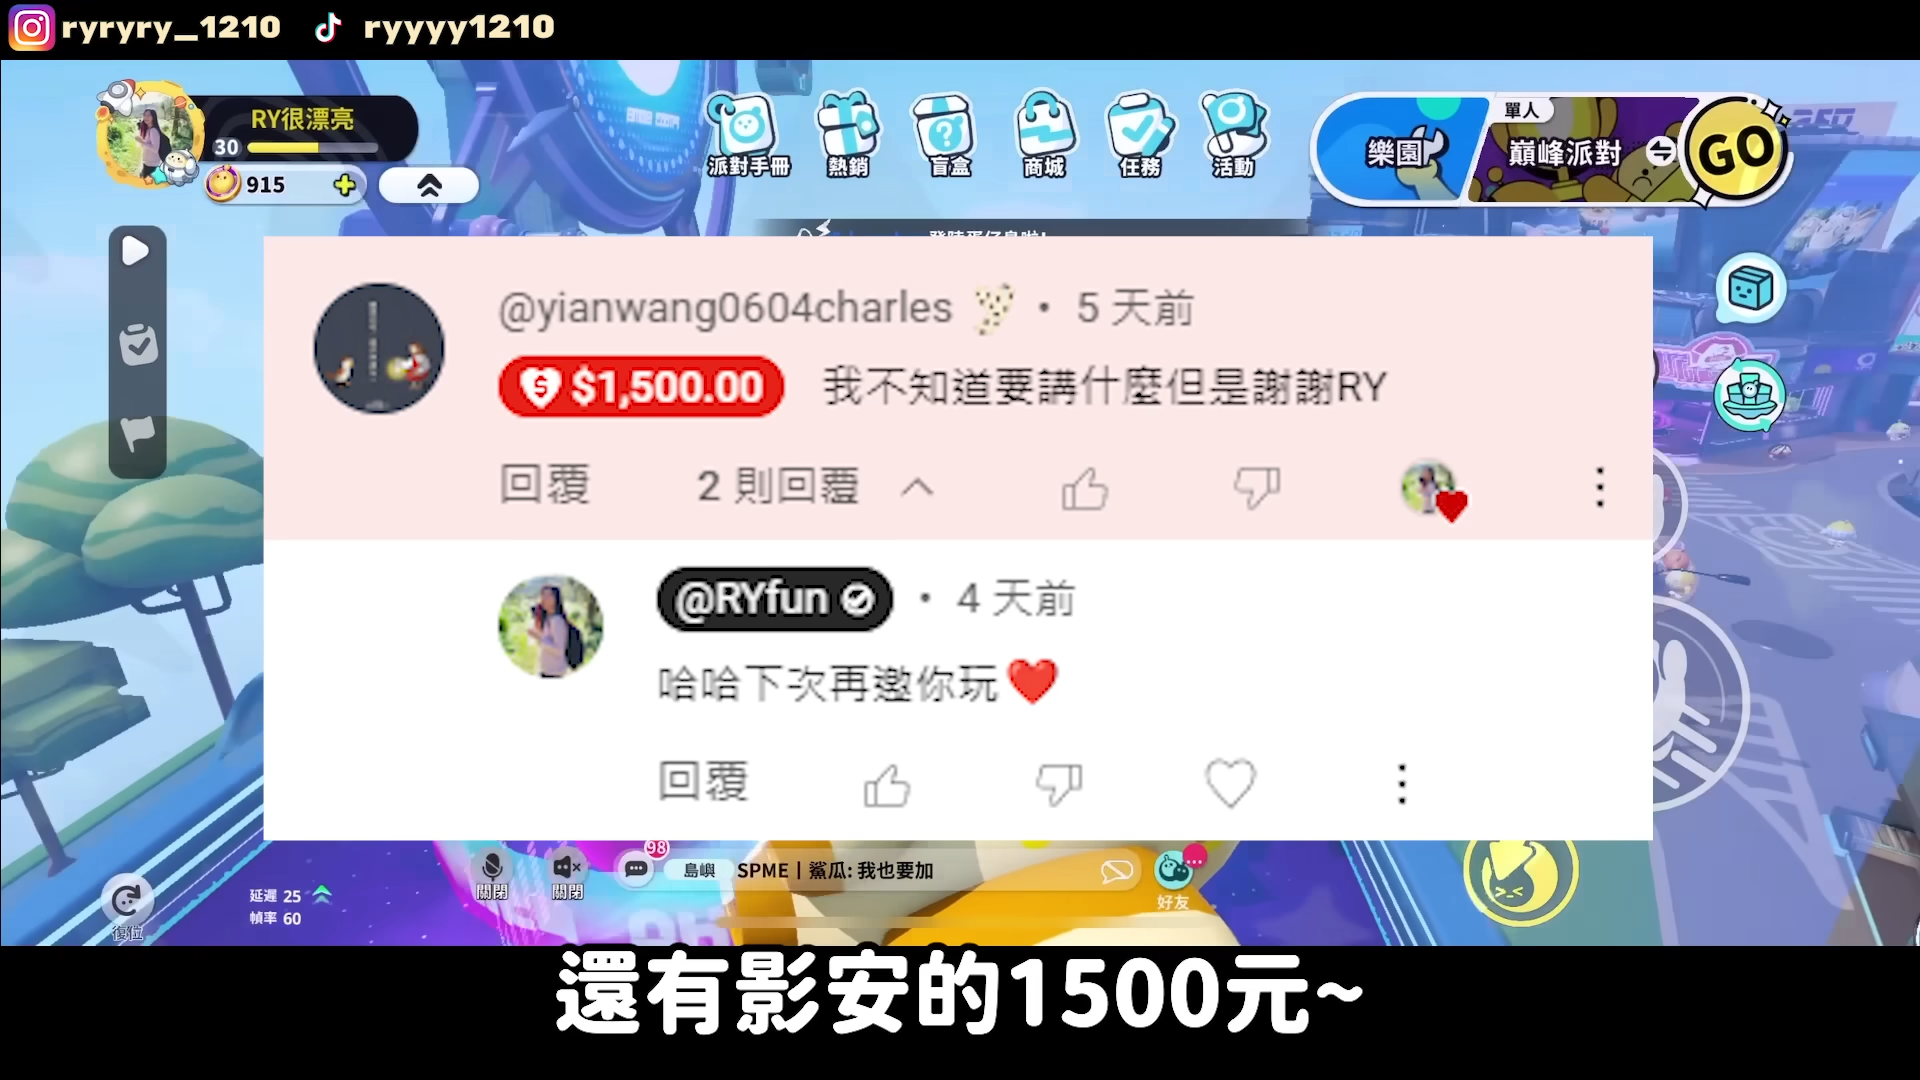 ryryry_1210 ryyyy1210
RY很漂亮
30
915
派對手冊 熱銷 盲盒 商城 任務 活動
樂園
單人
巔峰派對
GO
@yianwang0604charles • 5 天前
$1,500.00 我不知道要講什麼但是謝謝RY
回覆 2 則回覆
@RYfun • 4 天前
哈哈下次再邀你玩❤️
回覆
98
關閉 關閉 島嶼 SPME丨鯊瓜: 我也要加
好友
延遲 25
幀率 60
復位
還有影安的1500元~